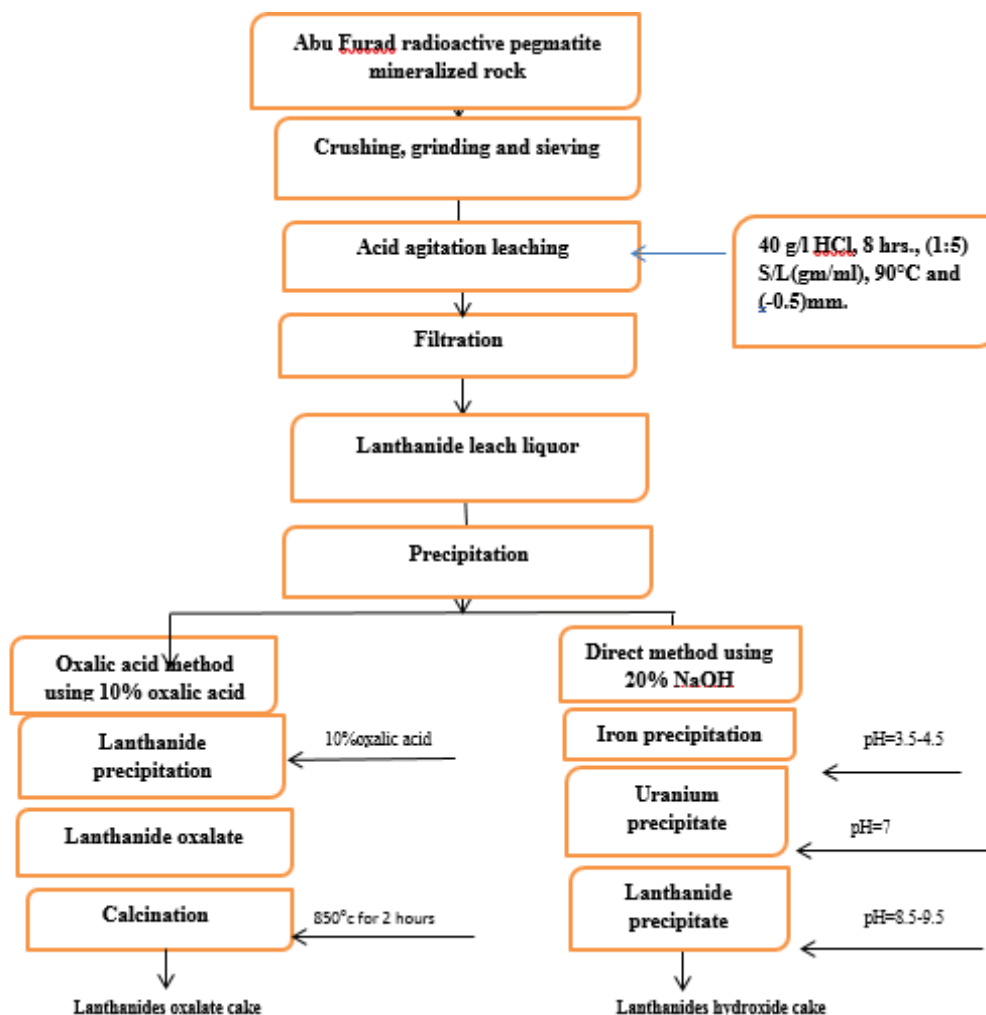 Abu Furad radioactive pegmatite
mineralized rock
Crushing, grinding and sieving
Acid agitation leaching
40 g/l HCl, 8 hrs., (1:5)
S/L(gm/ml), 90°C and
(-0.5)mm.
Filtration
Lanthanide leach liquor
Precipitation
Oxalic acid method
using 10% oxalic acid
Lanthanide
precipitation
10%oxalic acid
Lanthanide oxalate
Calcination
850°c for 2 hours
Lanthanides oxalate cake
Direct method using
20% NaOH
Iron precipitation
pH=3.5-4.5
Uranium
precipitate
pH=7
Lanthanide
precipitate
pH=8.5-9.5
Lanthanides hydroxide cake